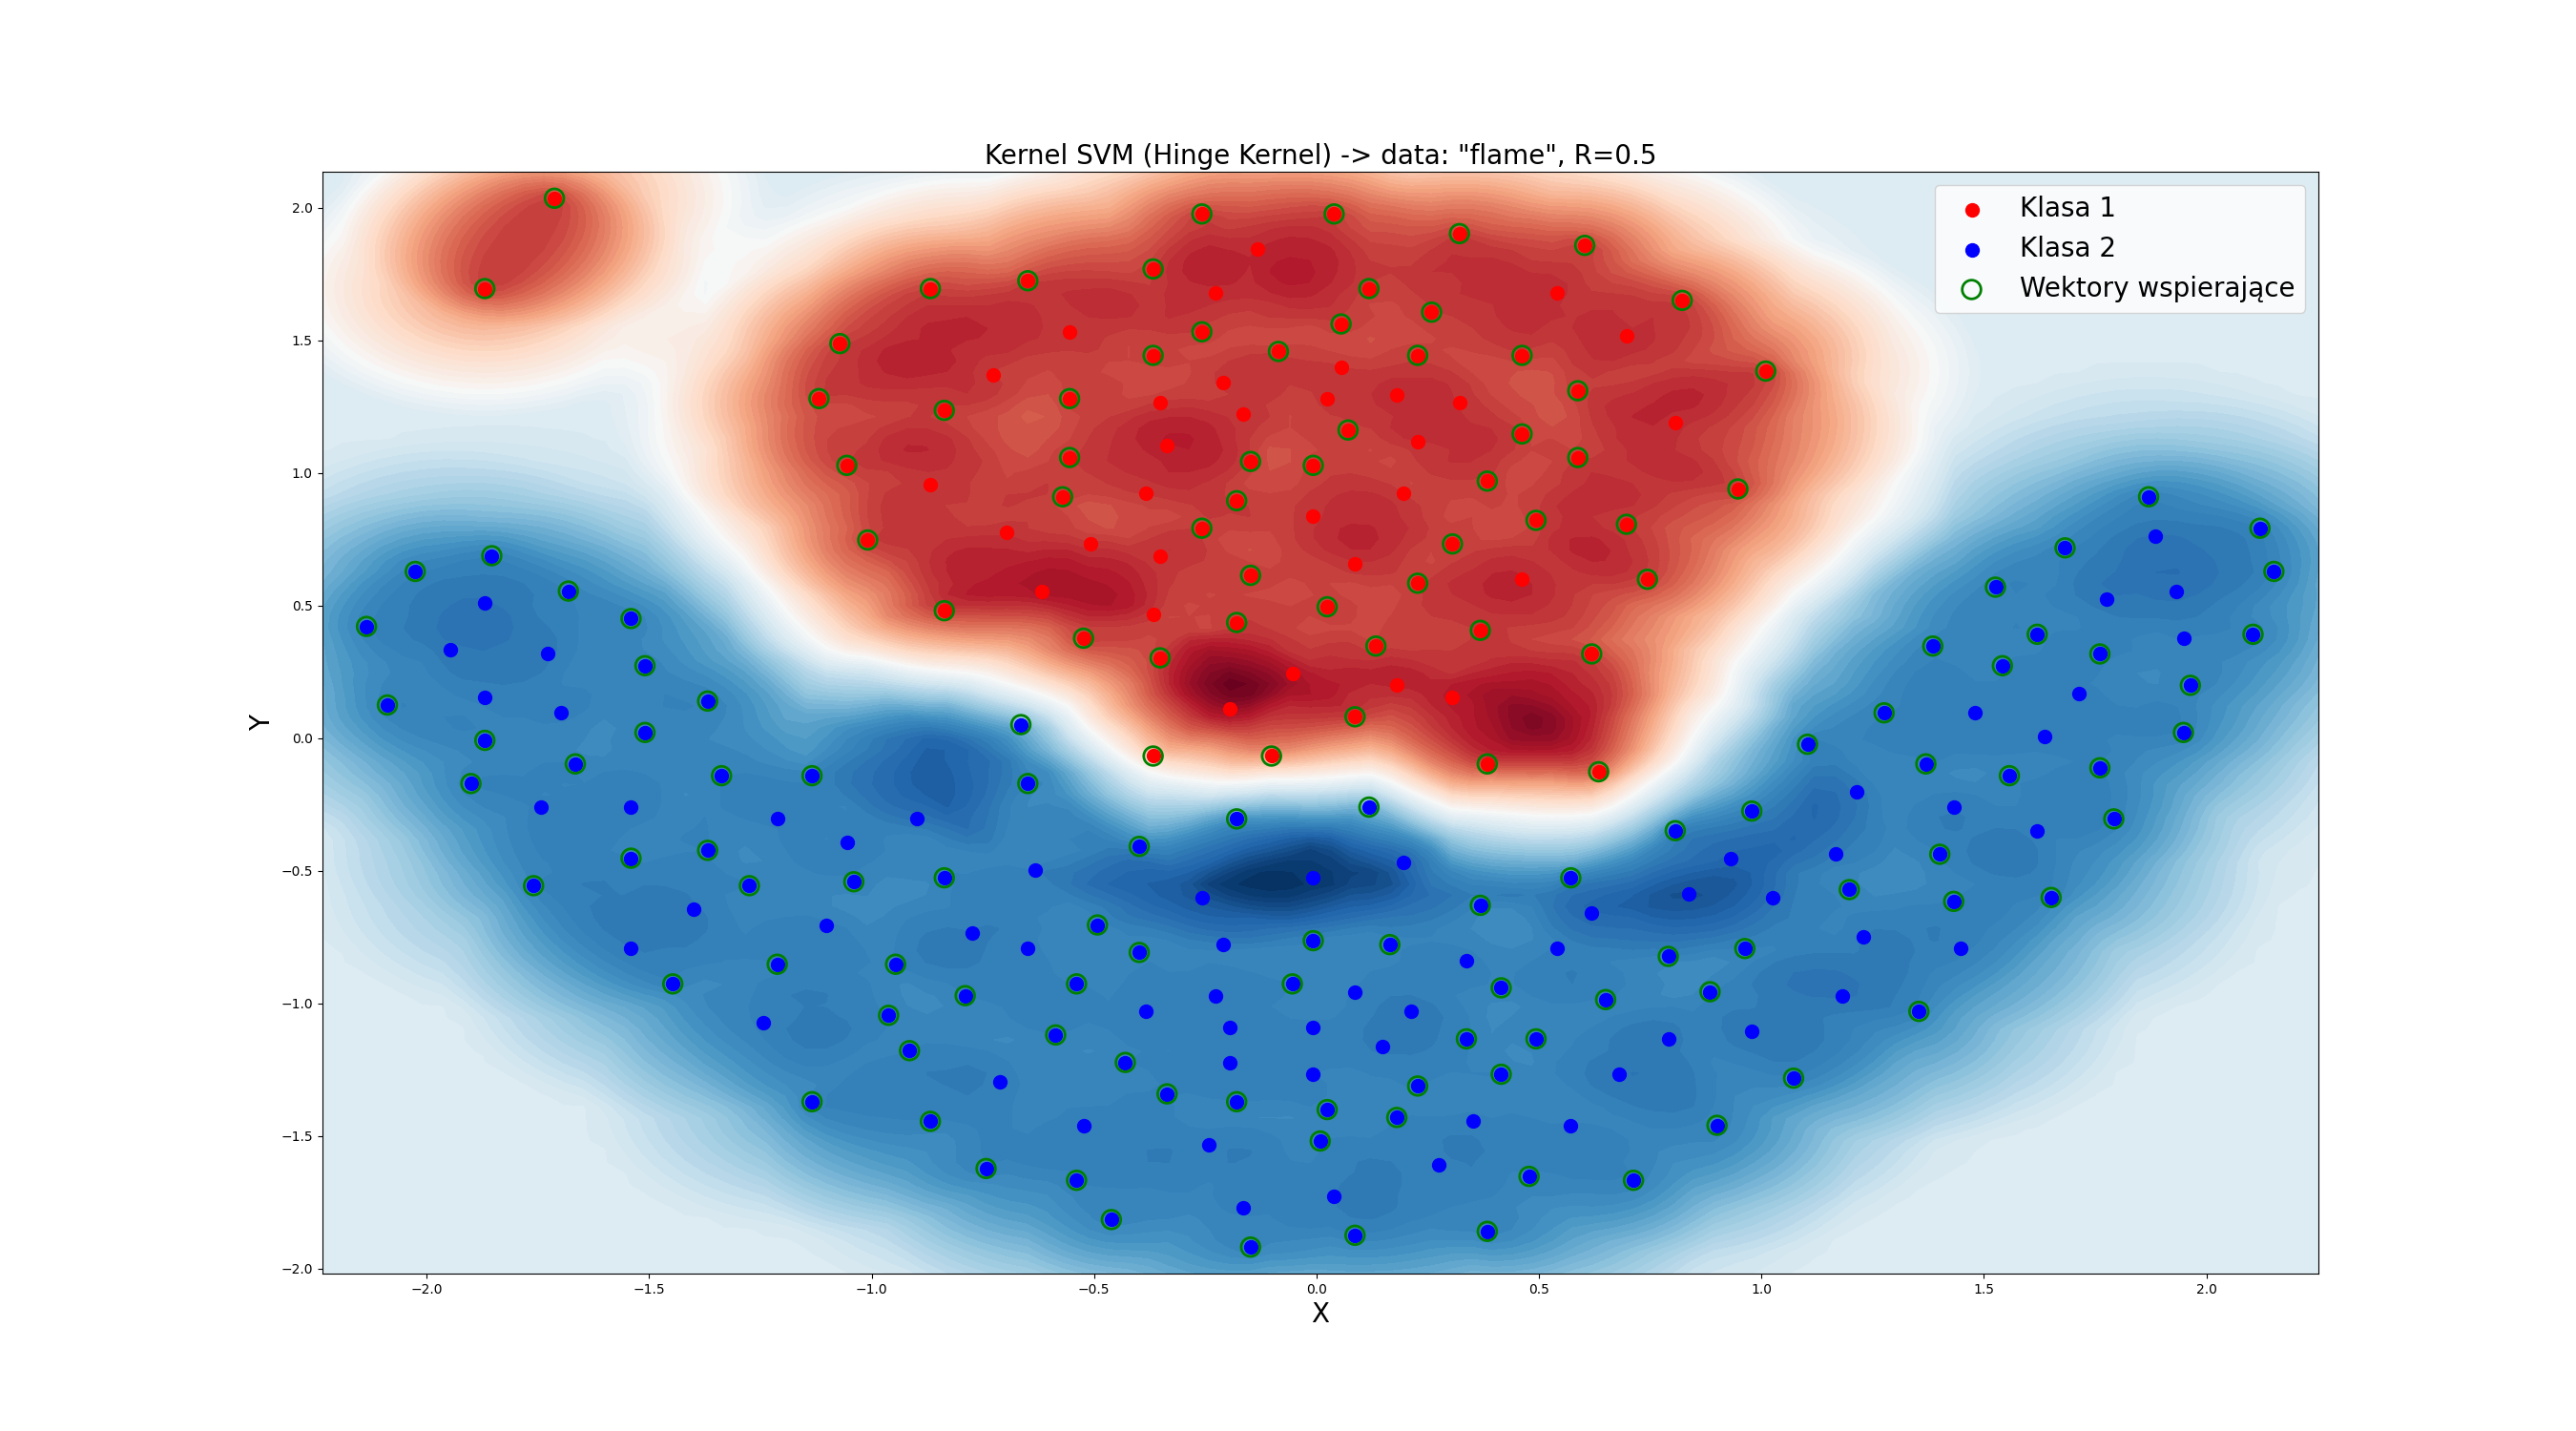 Kernel SVM (Hinge Kernel) -> data: "flame", R=0.5
Klasa 1
Klasa 2
Wektory wspierające
2.0
1.5
1.0
0.5
0.0
−0.5
−1.0
−1.5
−2.0
Y
−2.0 −1.5 −1.0 −0.5 0.0 0.5 1.0 1.5 2.0
X